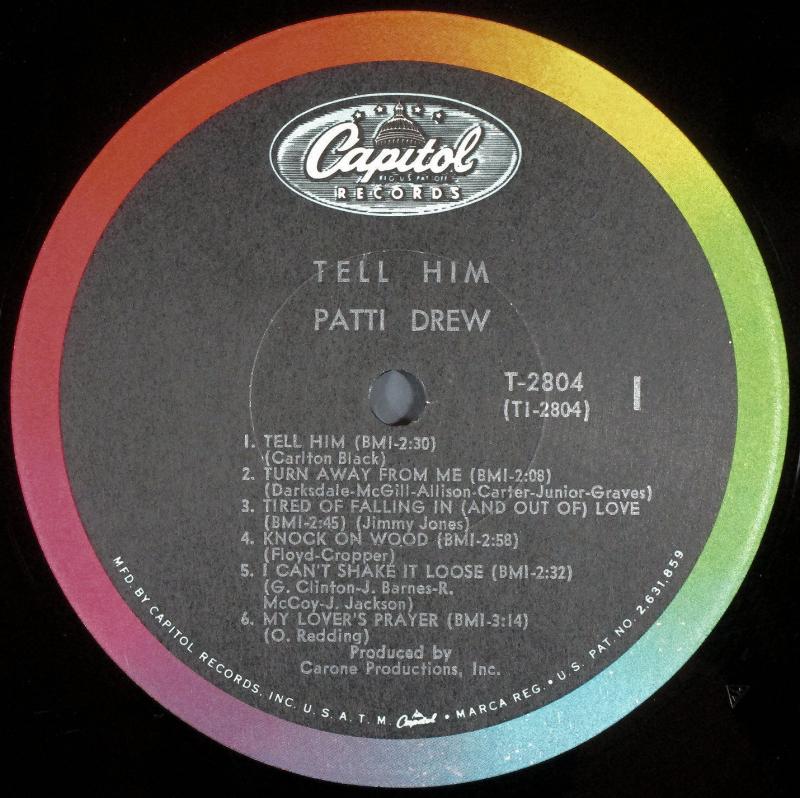 Capitol
REG. U.S. PAT. OFF.
RECORDS
TELL HIM
PATTI DREW
T-2804 1
(T1-2804)
1. TELL HIM (BMI-2:30)
(Carlton Black)
2. TURN AWAY FROM ME (BMI-2:08)
(Darksdale-McGill-Allison-Carter-Junior-Graves)
3. TIRED OF FALLING IN (AND OUT OF) LOVE
(BMI-2:45) (Jimmy Jones)
4. KNOCK ON WOOD (BMI-2:58)
(Floyd-Cropper)
5. I CAN'T SHAKE IT LOOSE (BMI-2:32)
(G. Clinton-J. Barnes-R.
McCoy-J. Jackson)
6. MY LOVER'S PRAYER (BMI-3:14)
(O. Redding)
Produced by
Carone Productions, Inc.
MFD. BY CAPITOL RECORDS, INC. U. S. A. T. M. Capitol • MARCA REG. • U. S. PAT. NO. 2,631,859